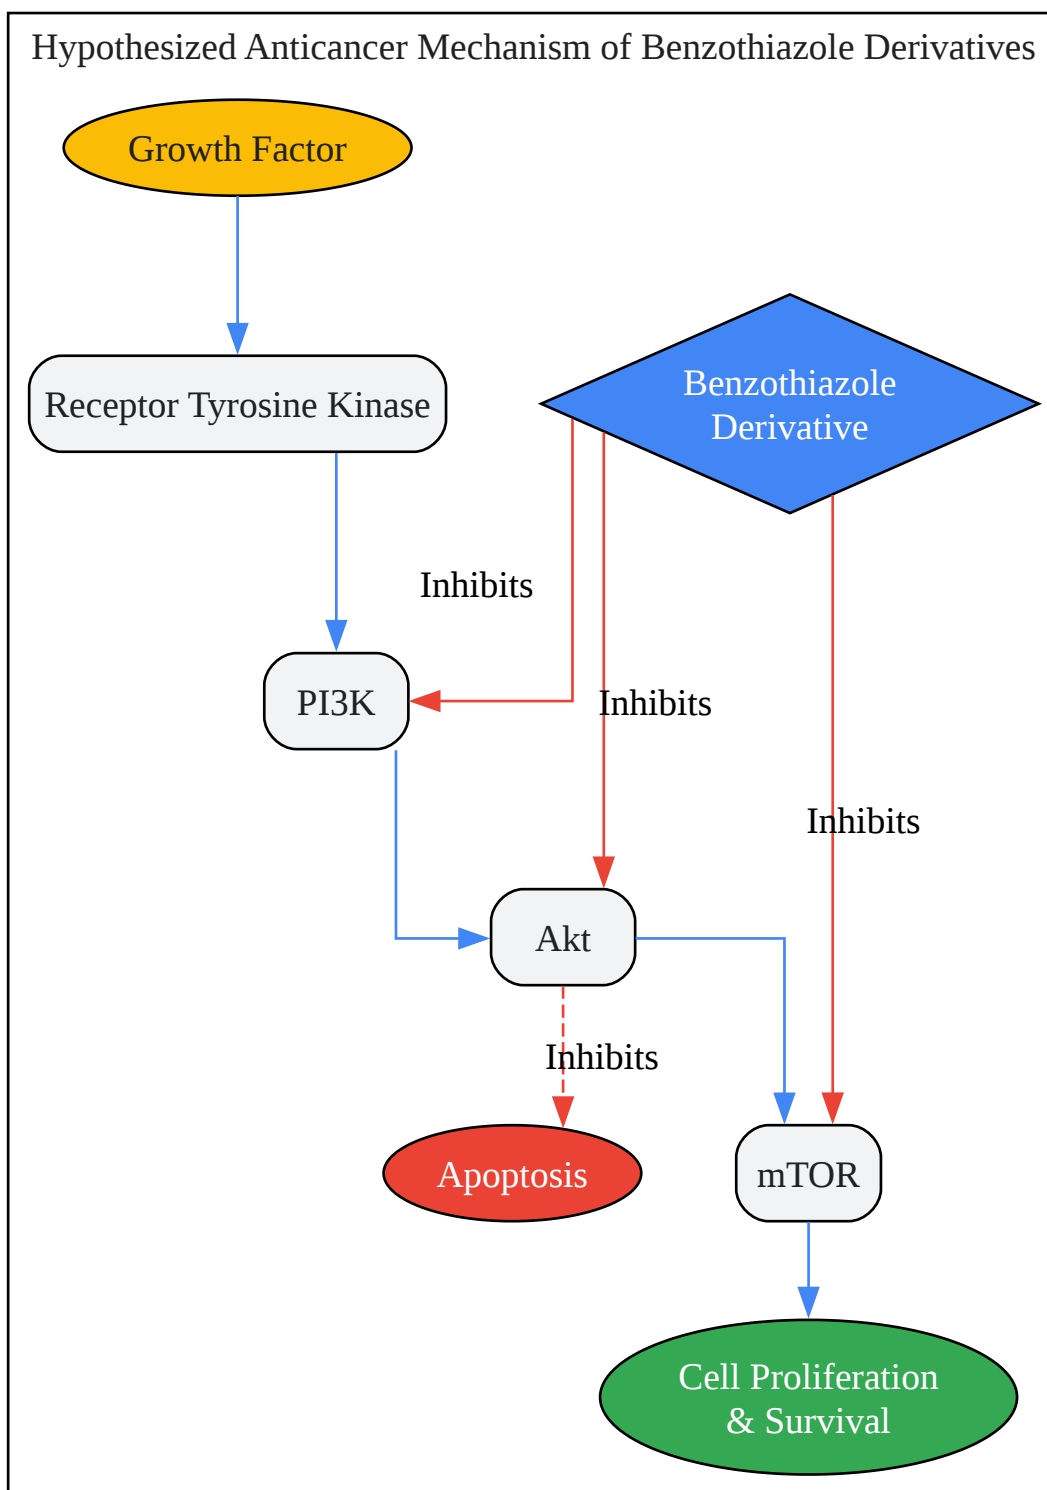 Hypothesized Anticancer Mechanism of Benzothiazole Derivatives
Growth Factor
Receptor Tyrosine Kinase
Benzothiazole
Derivative
Inhibits
PI3K
Inhibits
Inhibits
Akt
Inhibits
Apoptosis
mTOR
Cell Proliferation
& Survival